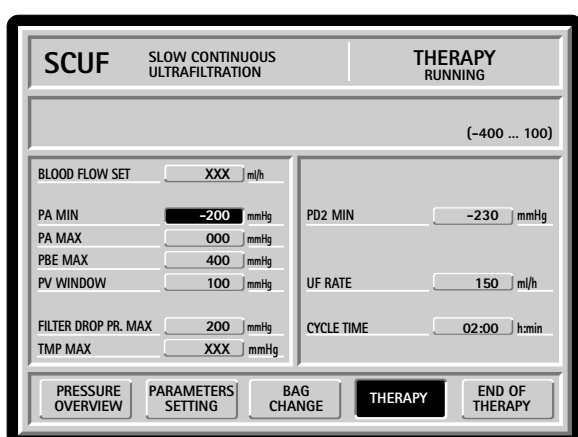 SCUF SLOW CONTINUOUS ULTRAFILTRATION
THERAPY
RUNNING
(-400 ... 100)
BLOOD FLOW SET XXX ml/h
PA MIN -200 mmHg
PA MAX 000 mmHg
PBE MAX 400 mmHg
PV WINDOW 100 mmHg
FILTER DROP PR. MAX 200 mmHg
TMP MAX XXX mmHg
PD2 MIN -230 mmHg
UF RATE 150 ml/h
CYCLE TIME 02:00 h:min
PRESSURE OVERVIEW
PARAMETERS SETTING
BAG CHANGE
THERAPY
END OF THERAPY